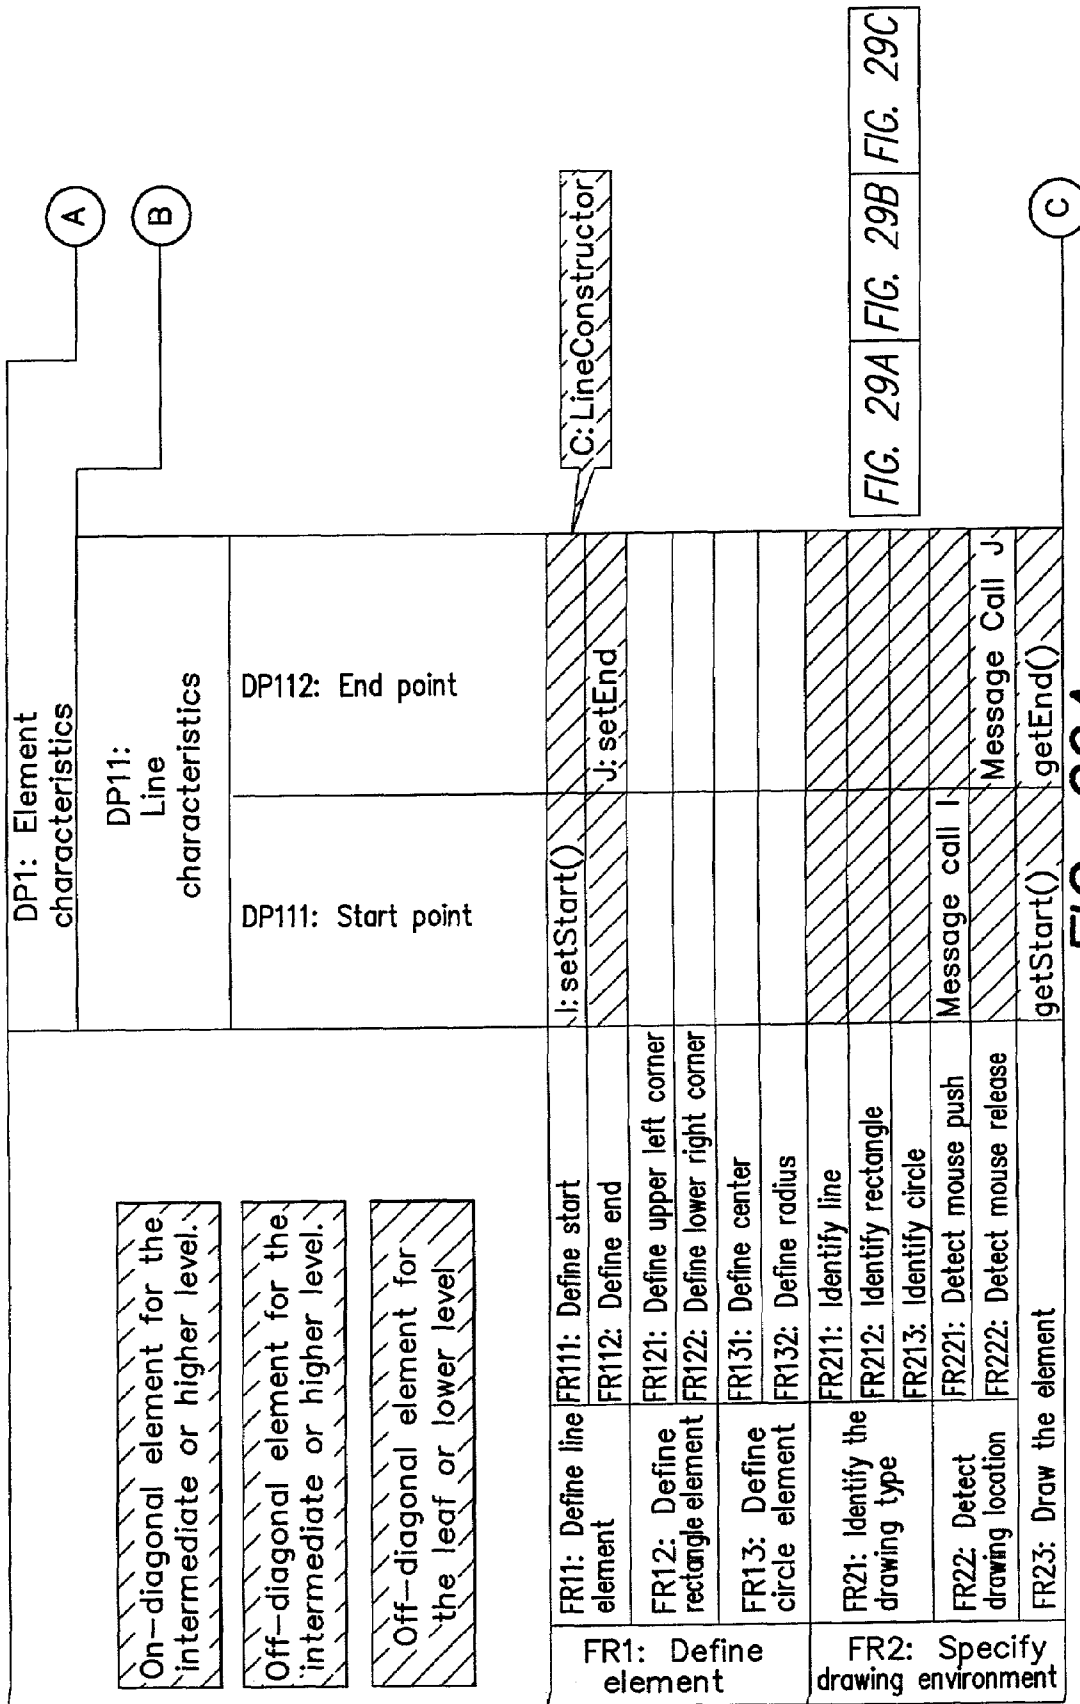 DP1: Element
characteristics
A
DP11:
Line
characteristics
B
DP111: Start point
DP112: End point
On-diagonal element for the
intermediate or higher level.
Off-diagonal element for the
intermediate or higher level.
Off-diagonal element for
the leaf or lower level
C: LineConstructor
FR1: Define
element
FR11: Define line
element
FR111: Define start
I: setStart()
FR112: Define end
J: setEnd
FR12: Define
rectangle element
FR121: Define upper left corner
FR122: Define lower right corner
FR13: Define
circle element
FR131: Define center
FR132: Define radius
FR2: Specify
drawing environment
FR21: Identify the
drawing type
FR211: Identify line
FR212: Identify rectangle
FR213: Identify circle
FR22: Detect
drawing location
FR221: Detect mouse push
Message call I
FR222: Detect mouse release
Message Call J
FR23: Draw the element
getStart()
getEnd()
FIG. 29A FIG. 29B FIG. 29C
C